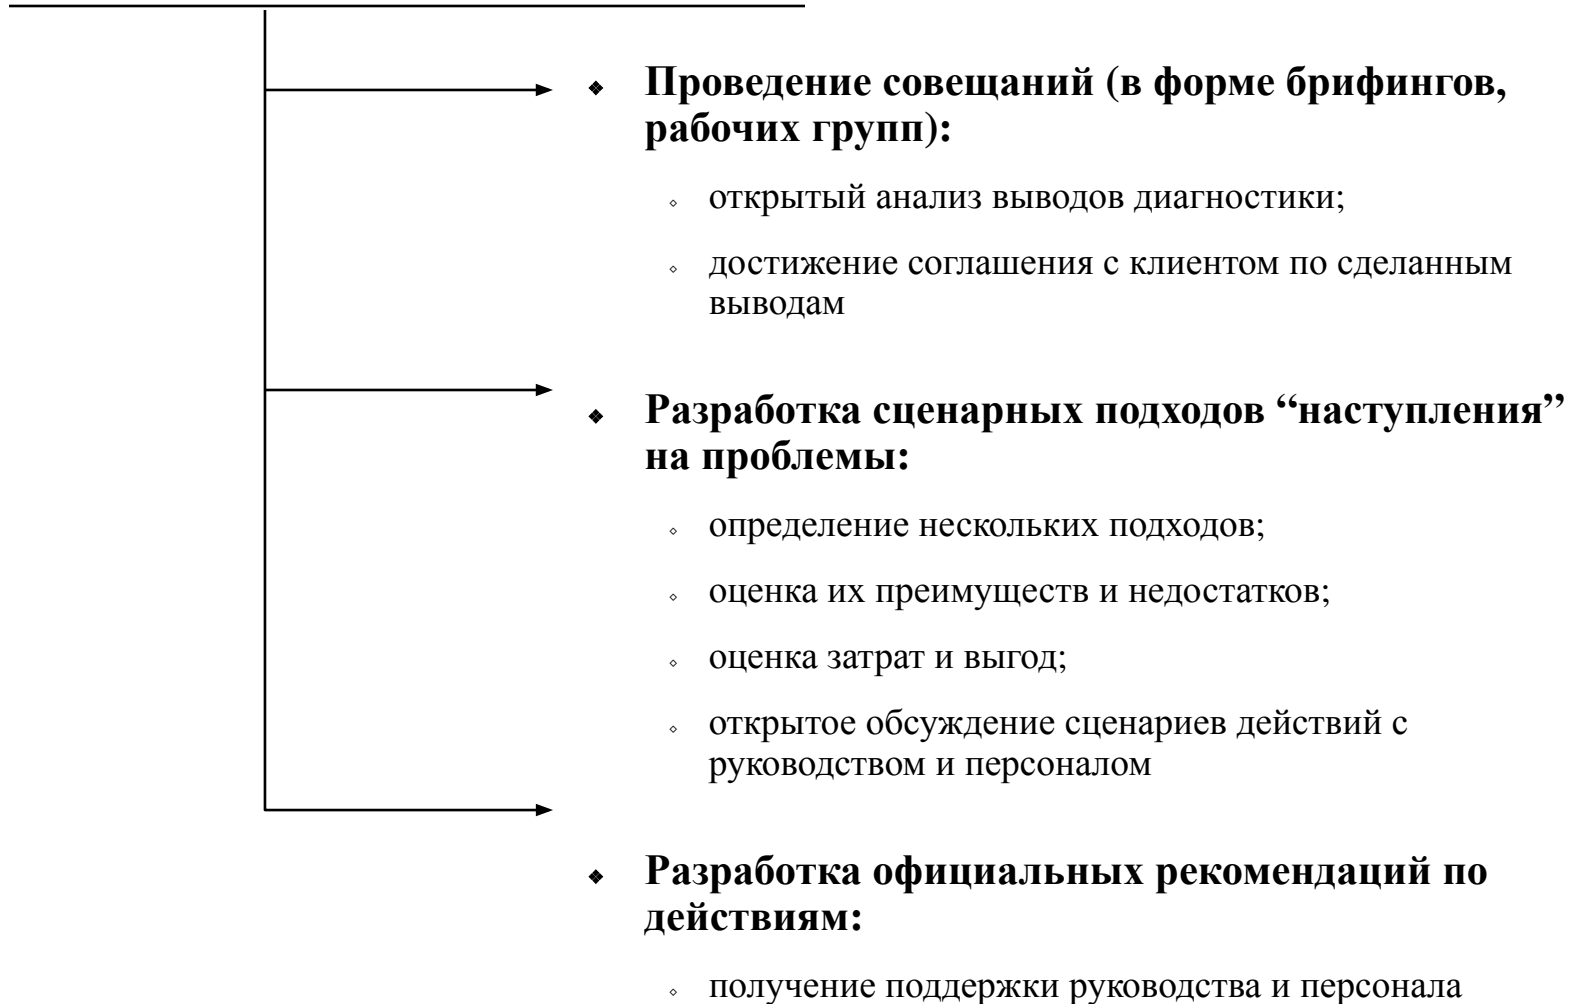 Проведение совещаний (в форме брифингов,
рабочих групп):
открытый анализ выводов диагностики;
достижение соглашения с клиентом по сделанным
выводам
Разработка сценарных подходов “наступления”
на проблемы:
определение нескольких подходов;
оценка их преимуществ и недостатков;
оценка затрат и выгод;
открытое обсуждение сценариев действий с
руководством и персоналом
Разработка официальных рекомендаций по
действиям:
получение поддержки руководства и персонала